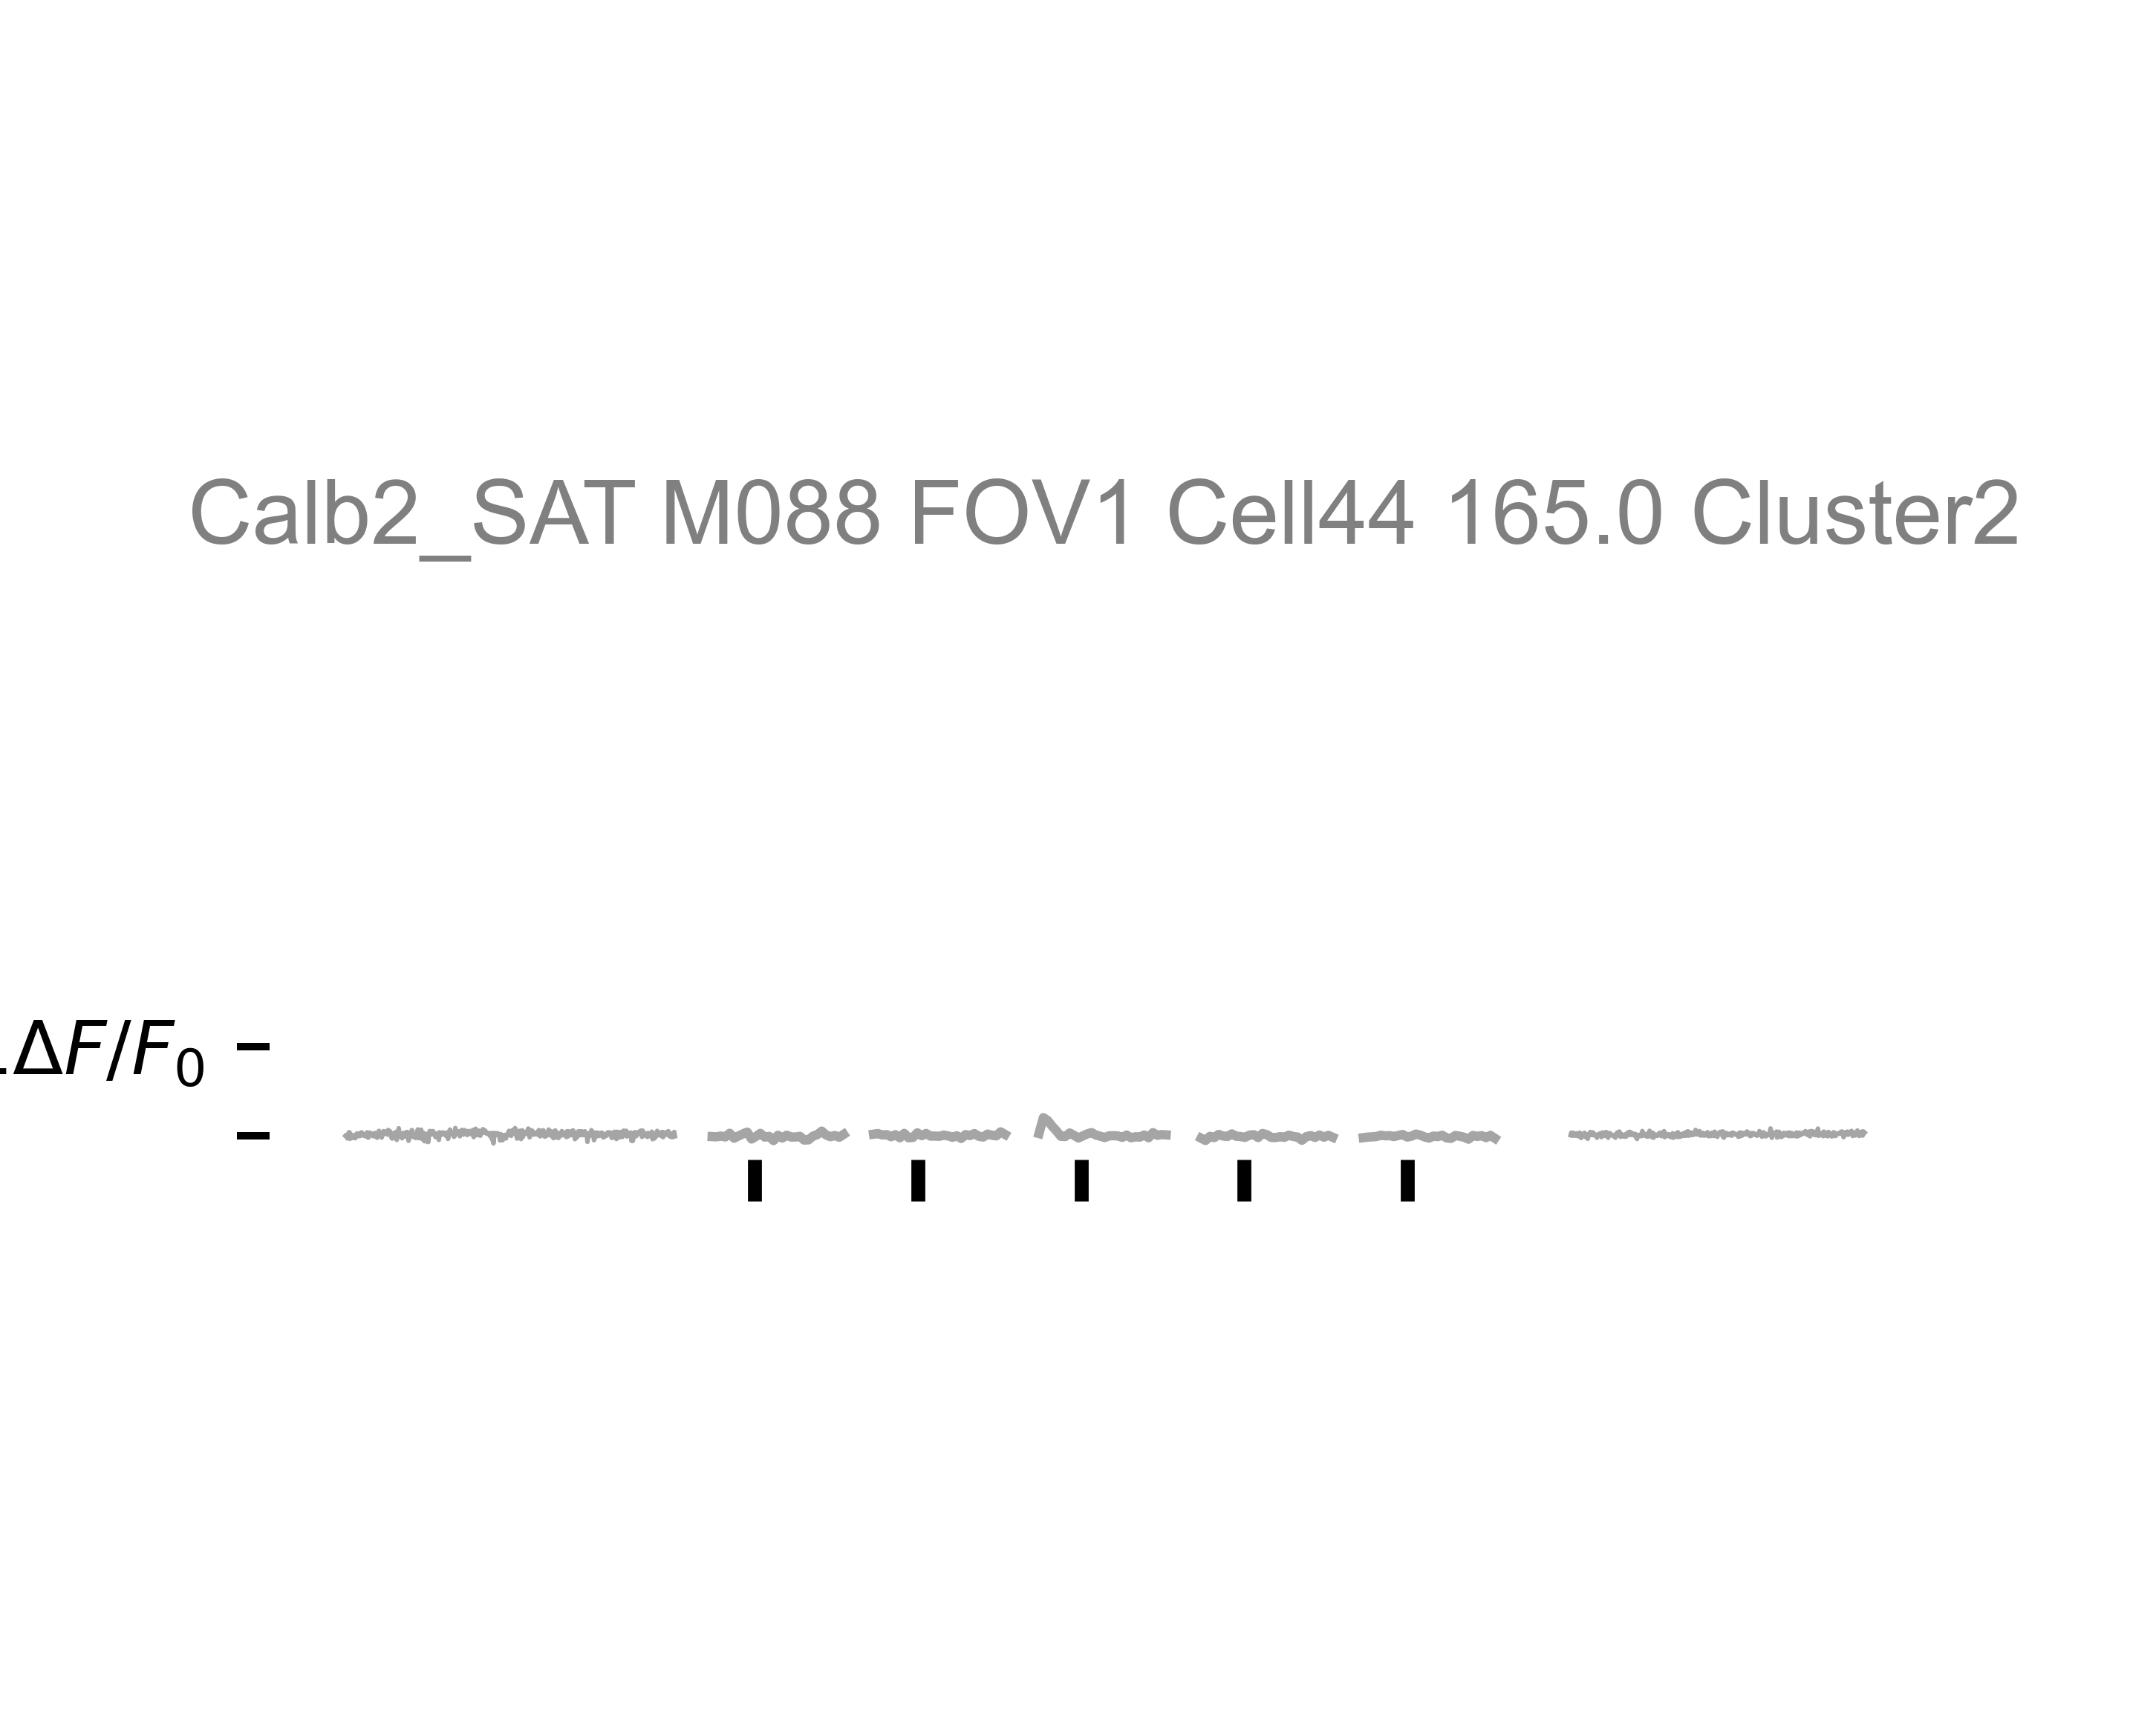 Calb2_SAT M088 FOV1 Cell44 165.0 Cluster2
.ΔF/F₀